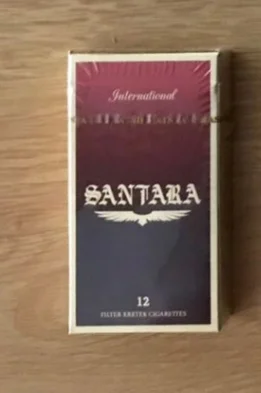 International
SANTARA
12
FILTER KRETEK CIGARETTES